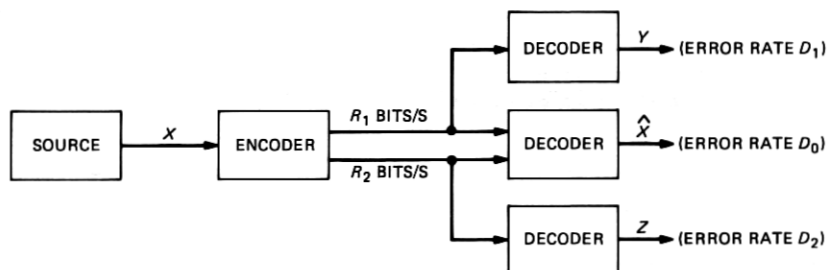 DECODER
Y
(ERROR RATE D₁)
SOURCE
X
ENCODER
R₁ BITS/S
R₂ BITS/S
DECODER
X̂
(ERROR RATE D₀)
DECODER
Z
(ERROR RATE D₂)